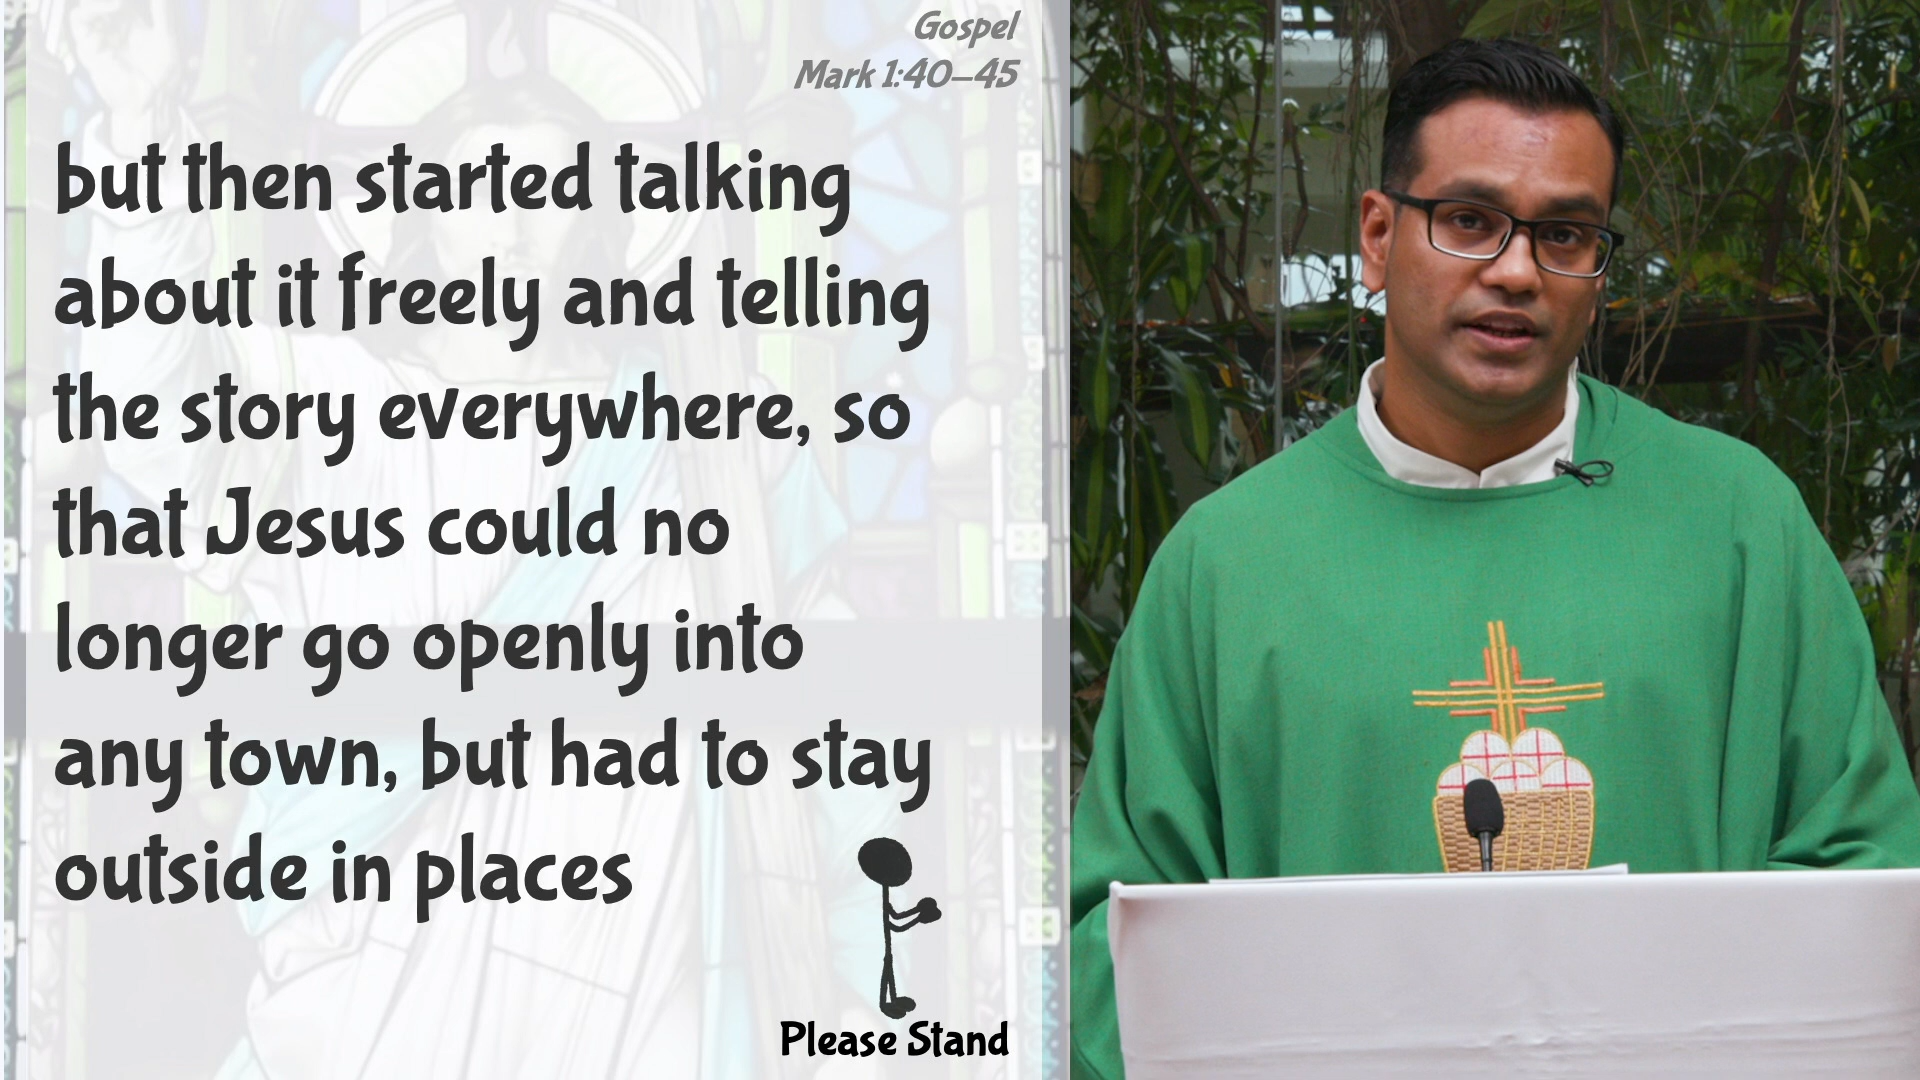 Gospel
Mark 1:40–45
but then started talking
about it freely and telling
the story everywhere, so
that Jesus could no
longer go openly into
any town, but had to stay
outside in places
Please Stand